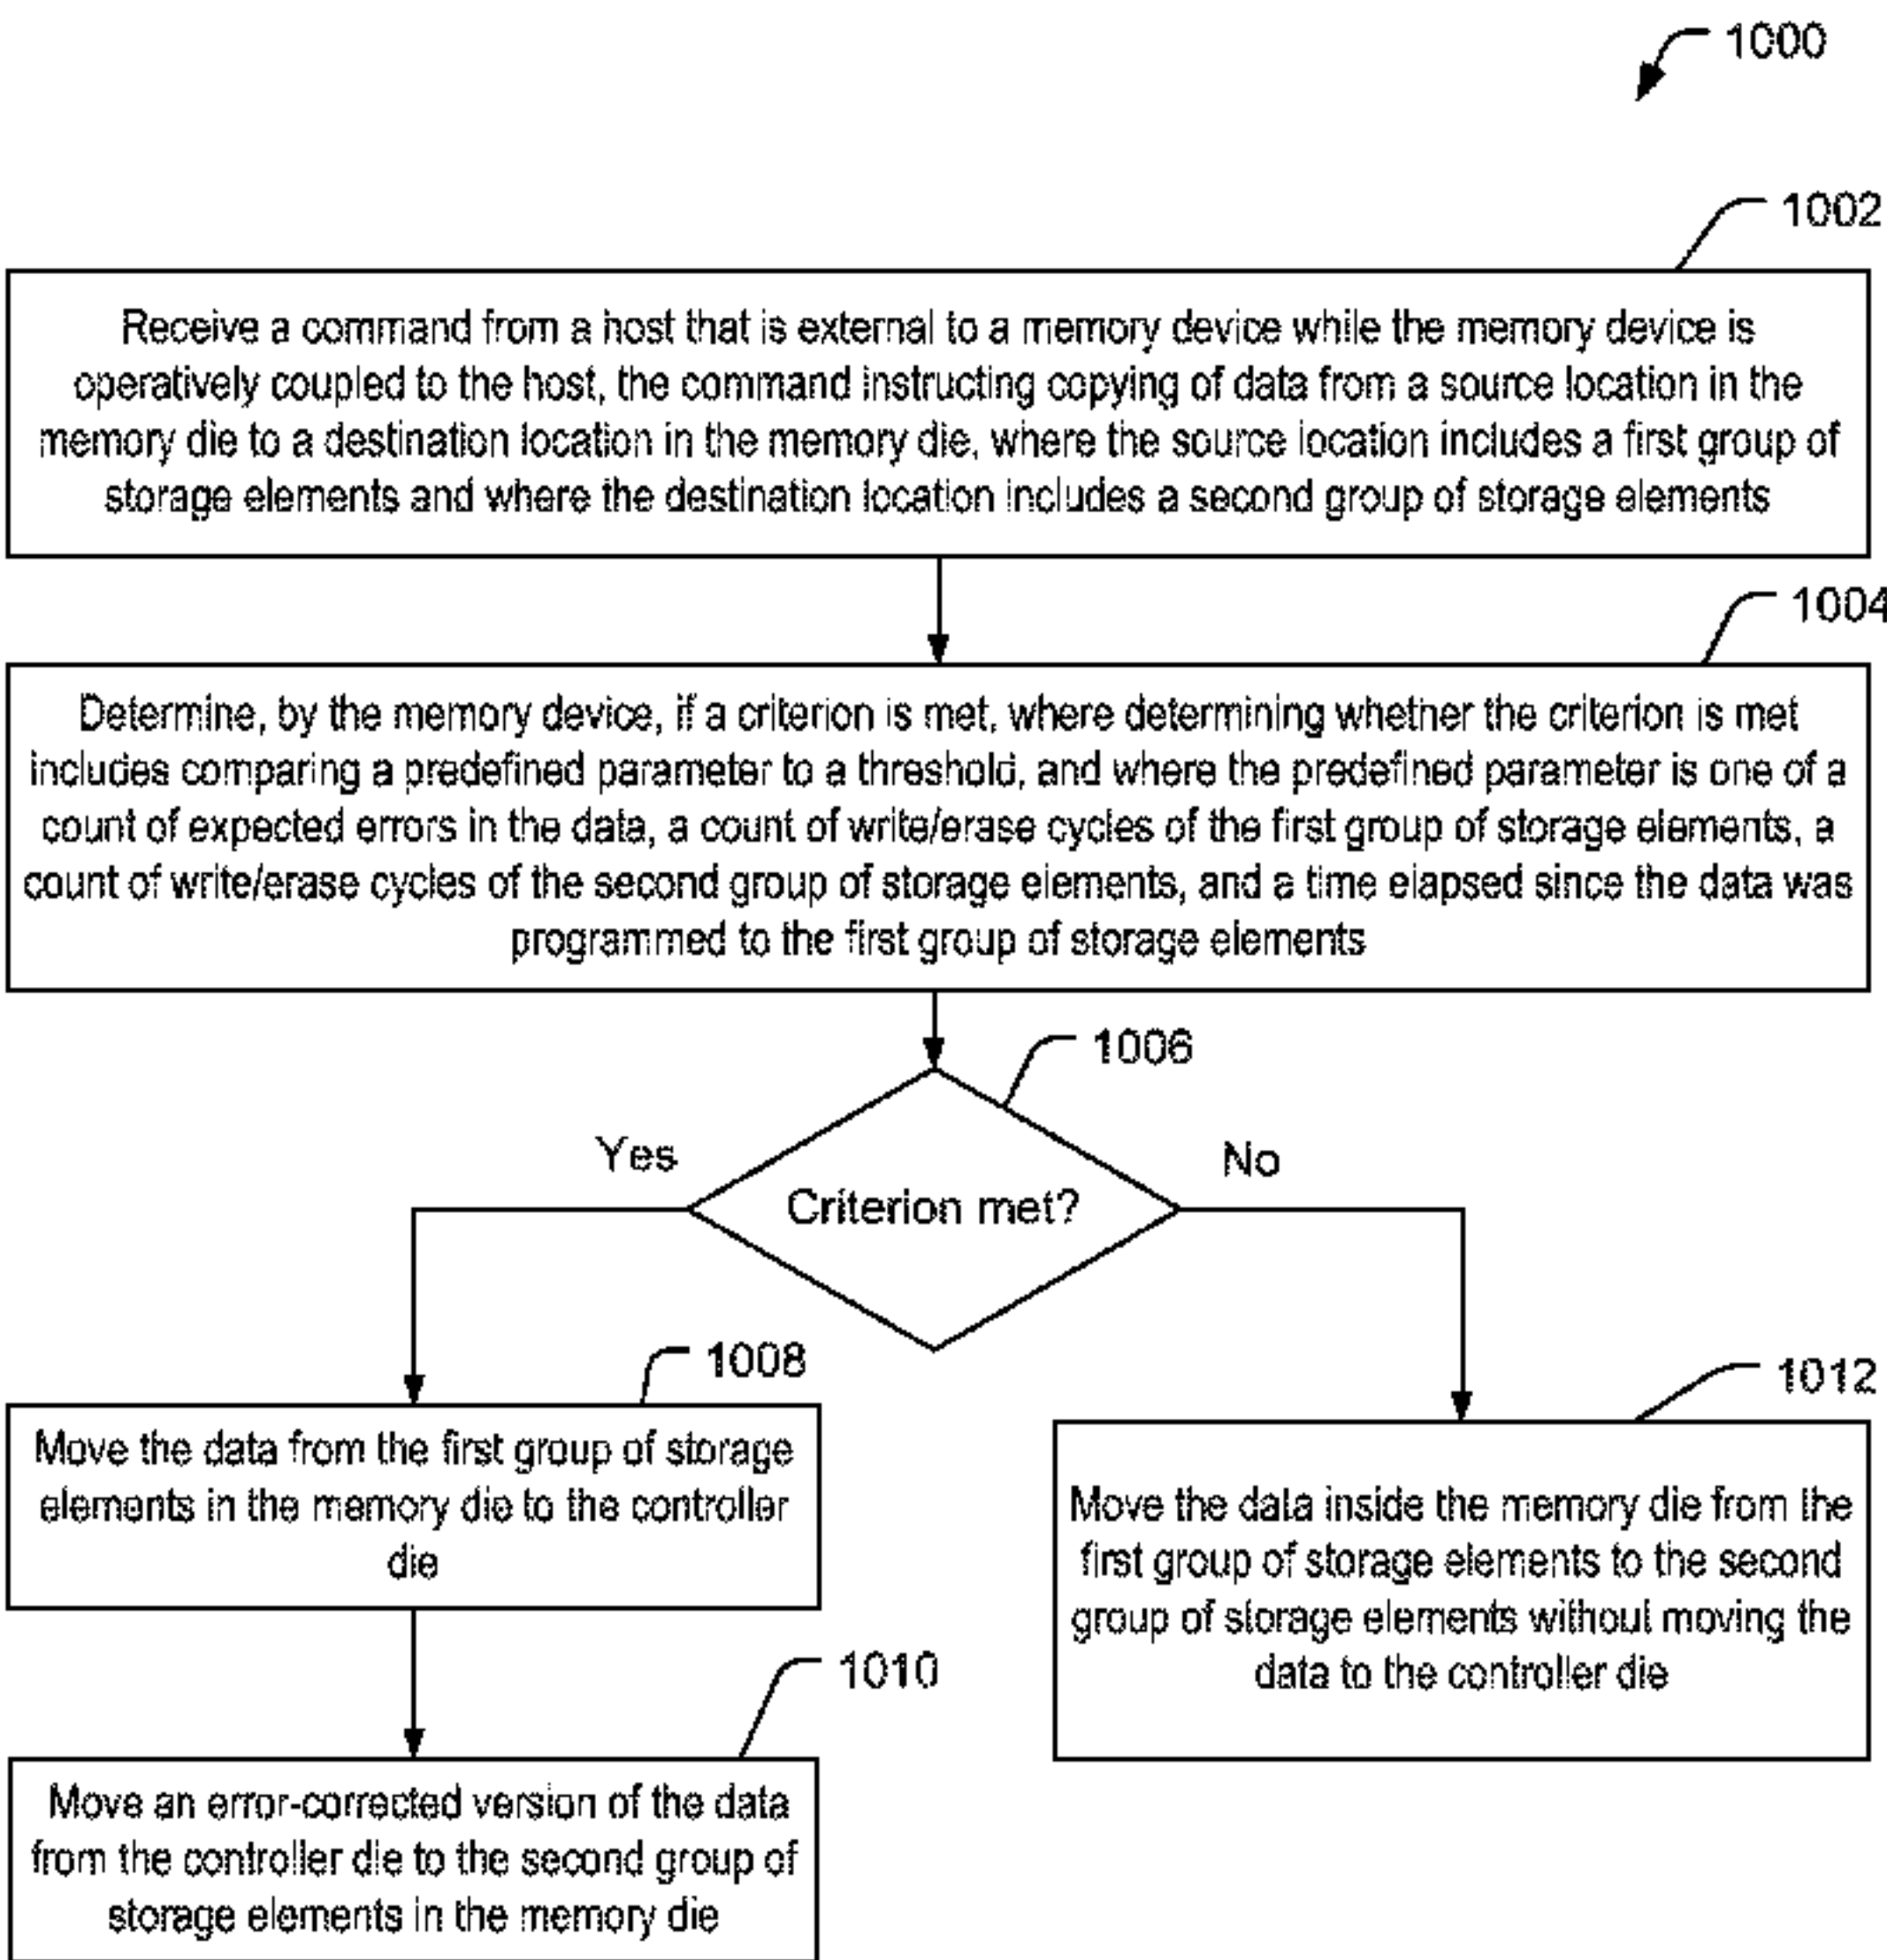 1000
1002
Receive a command from a host that is external to a memory device while the memory device is
operatively coupled to the host, the command instructing copying of data from a source location in the
memory die to a destination location in the memory die, where the source location includes a first group of
storage elements and where the destination location includes a second group of storage elements
1004
Determine, by the memory device, if a criterion is met, where determining whether the criterion is met
includes comparing a predefined parameter to a threshold, and where the predefined parameter is one of a
count of expected errors in the data, a count of write/erase cycles of the first group of storage elements, a
count of write/erase cycles of the second group of storage elements, and a time elapsed since the data was
programmed to the first group of storage elements
1006
Yes
No
Criterion met?
1008
Move the data from the first group of storage
elements in the memory die to the controller
die
1012
Move the data inside the memory die from the
first group of storage elements to the second
group of storage elements without moving the
data to the controller die
1010
Move an error-corrected version of the data
from the controller die to the second group of
storage elements in the memory die